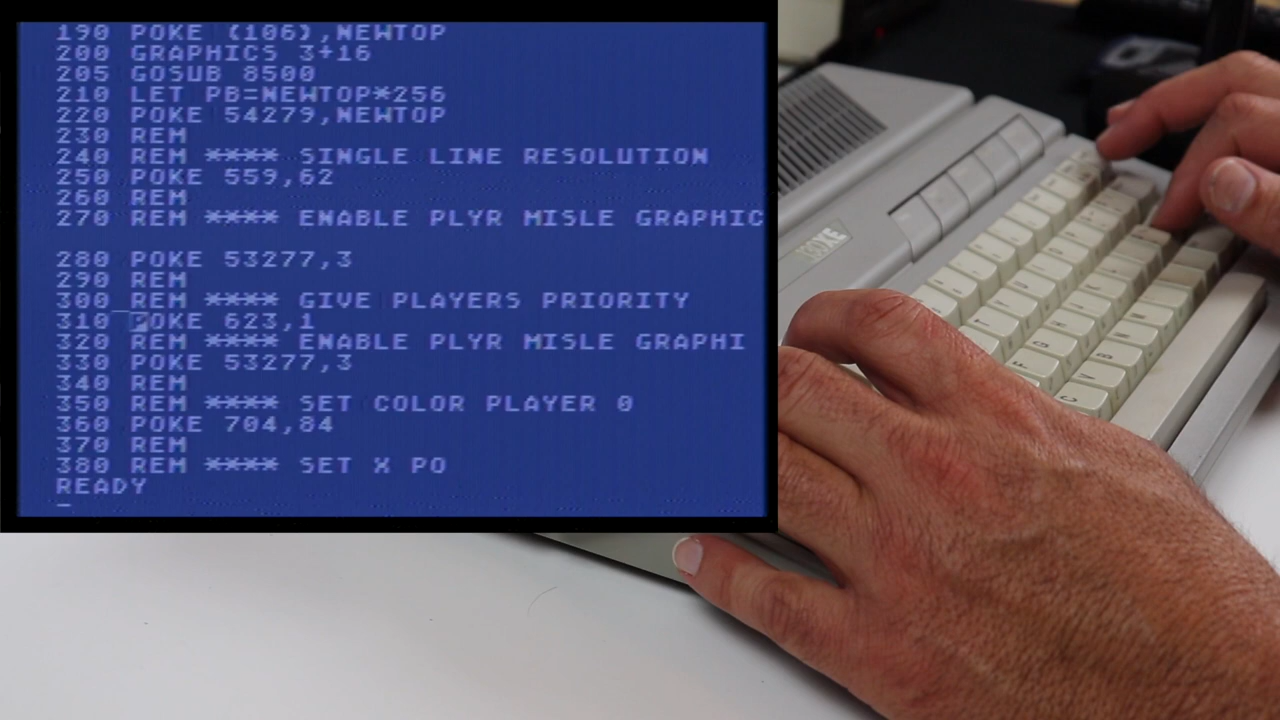 190 POKE (106),NEWTOP
200 GRAPHICS 3+16
205 GOSUB 8500
210 LET PB=NEWTOP*256
220 POKE 54279,NEWTOP
230 REM
240 REM **** SINGLE LINE RESOLUTION
250 POKE 559,62
260 REM
270 REM **** ENABLE PLYR MISLE GRAPHIC
280 POKE 53277,3
290 REM
300 REM **** GIVE PLAYERS PRIORITY
310 POKE 623,1
320 REM **** ENABLE PLYR MISLE GRAPHI
330 POKE 53277,3
340 REM
350 REM **** SET COLOR PLAYER 0
360 POKE 704,84
370 REM
380 REM **** SET X PO
READY
130XE